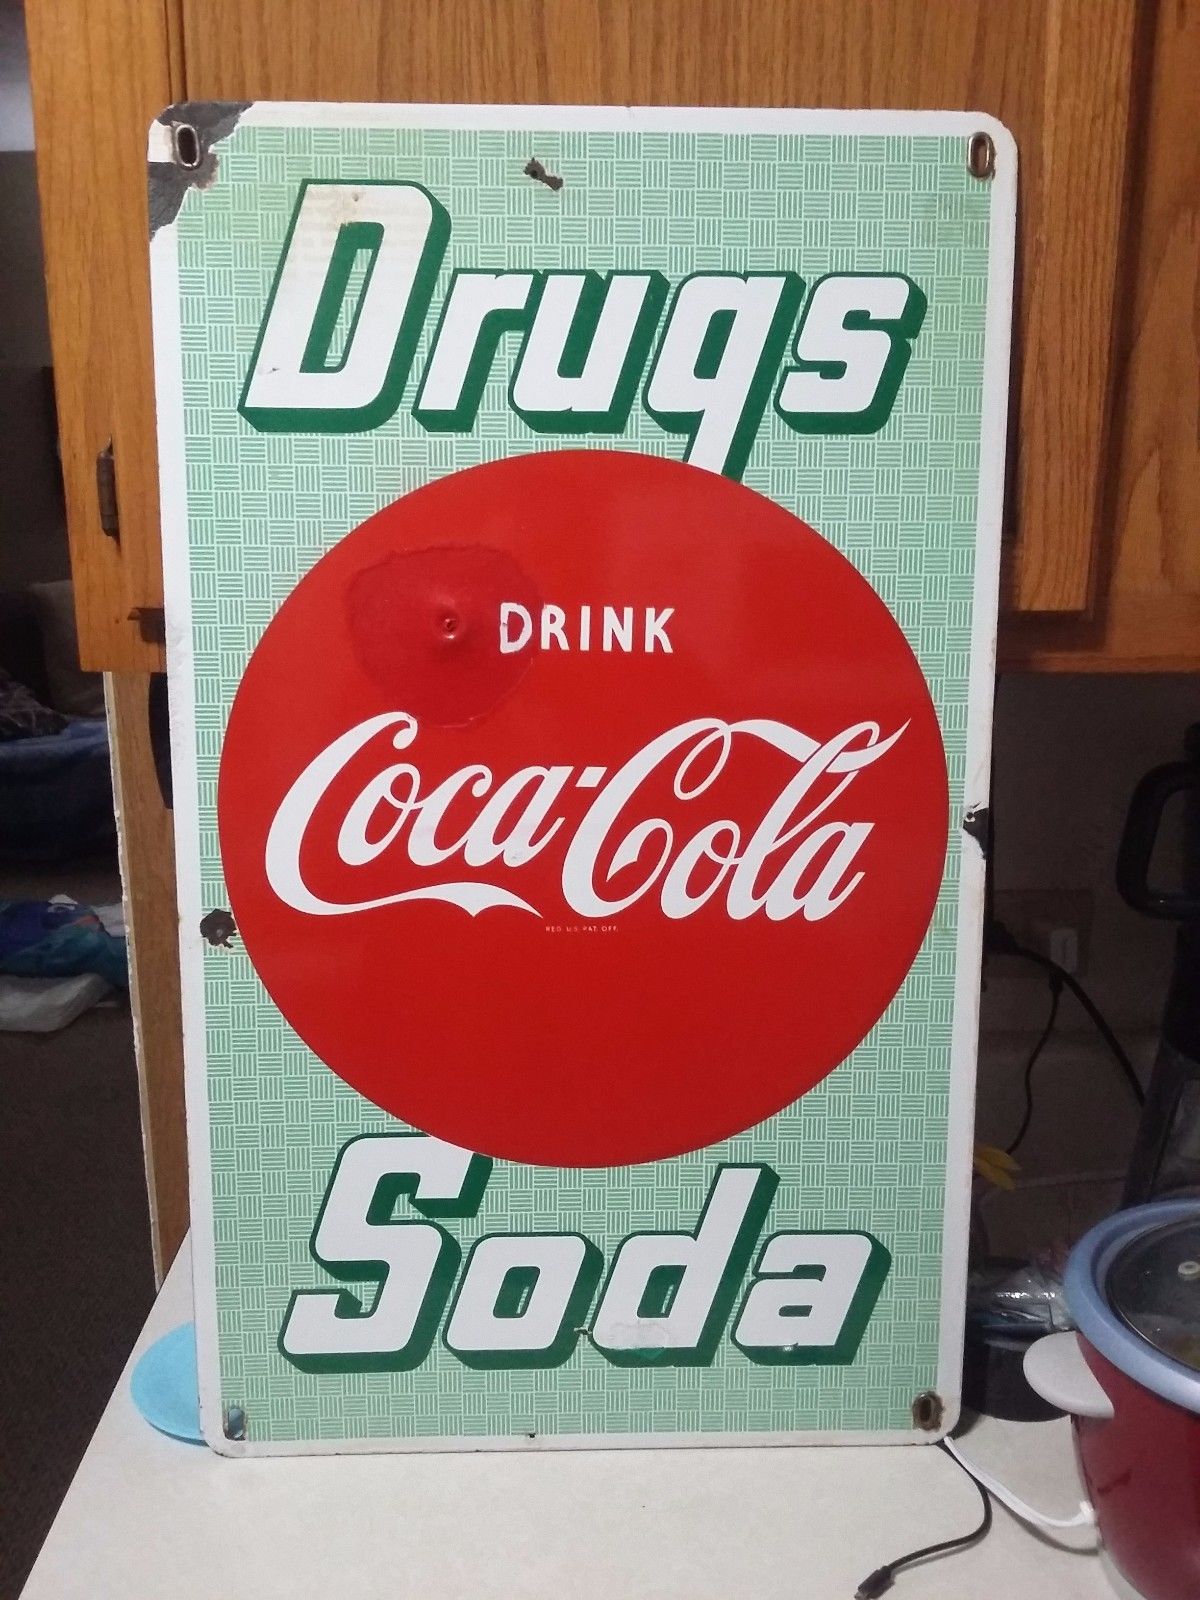 Drugs
DRINK
Coca-Cola
REG. U.S. PAT. OFF.
Soda